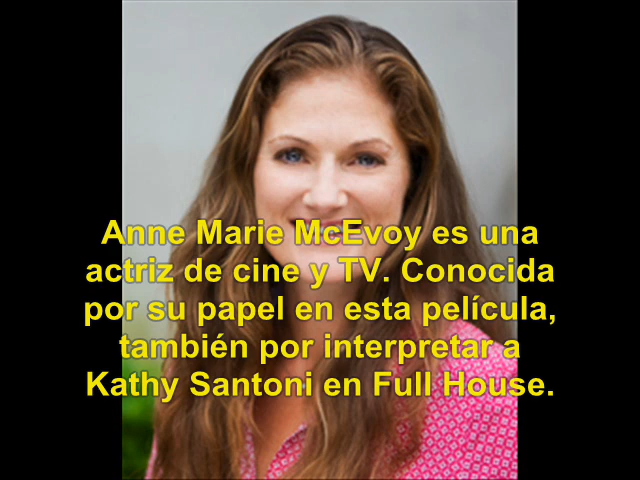 Anne Marie McEvoy es una
actriz de cine y TV. Conocida
por su papel en esta película,
también por interpretar a
Kathy Santoni en Full House.